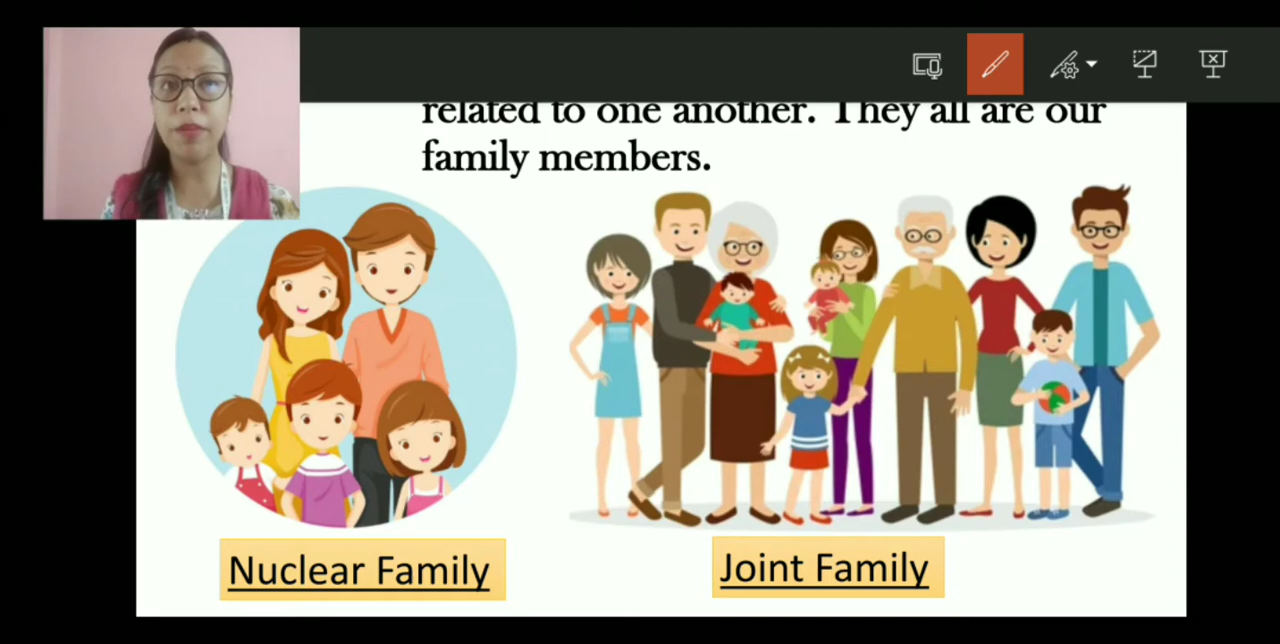 related to one another. They all are our
family members.
Nuclear Family
Joint Family